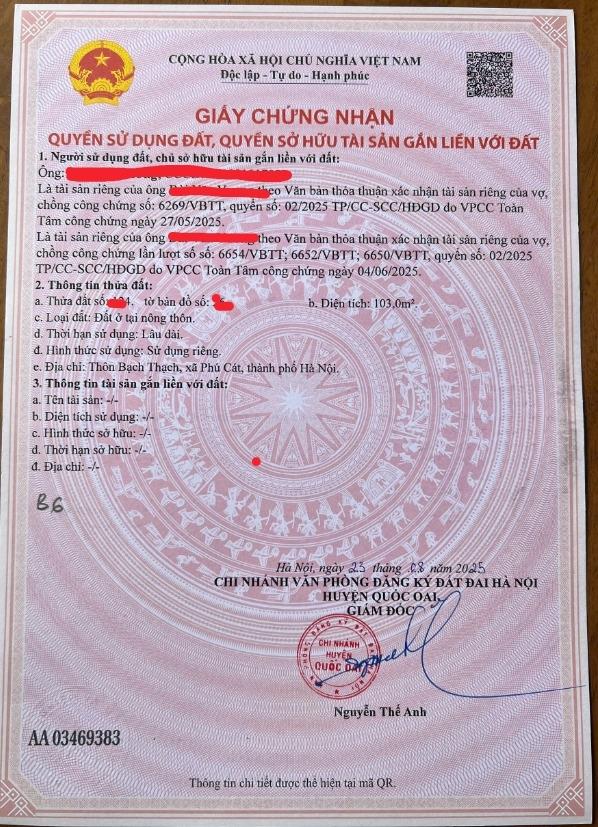 CỘNG HÒA XÃ HỘI CHỦ NGHĨA VIỆT NAM
Độc lập - Tự do - Hạnh phúc
GIẤY CHỨNG NHẬN
QUYỀN SỬ DỤNG ĐẤT, QUYỀN SỞ HỮU TÀI SẢN GẮN LIỀN VỚI ĐẤT
1. Người sử dụng đất, chủ sở hữu tài sản gắn liền với đất:
Ông:
Là tài sản riêng của ông theo Văn bản thỏa thuận xác nhận tài sản riêng của vợ,
chồng công chứng số: 6269/VBTT, quyển số: 02/2025 TP/CC-SCC/HĐGD do VPCC Toàn
Tâm công chứng ngày 27/05/2025.
Là tài sản riêng của ông theo Văn bản thỏa thuận xác nhận tài sản riêng của vợ,
chồng công chứng lần lượt số số: 6654/VBTT; 6652/VBTT; 6650/VBTT, quyển số: 02/2025
TP/CC-SCC/HĐGD do VPCC Toàn Tâm công chứng ngày 04/06/2025.
2. Thông tin thửa đất:
a. Thửa đất số: tờ bản đồ số: b. Diện tích: 103,0m².
c. Loại đất: Đất ở tại nông thôn.
d. Thời hạn sử dụng: Lâu dài.
đ. Hình thức sử dụng: Sử dụng riêng.
e. Địa chỉ: Thôn Bạch Thạch, xã Phú Cát, thành phố Hà Nội.
3. Thông tin tài sản gắn liền với đất:
a. Tên tài sản: -/-
b. Diện tích sử dụng: -/-
c. Hình thức sở hữu: -/-
d. Thời hạn sở hữu: -/-
đ. Địa chỉ: -/-
B6
Hà Nội, ngày 23 tháng 08 năm 2025
CHI NHÁNH VĂN PHÒNG ĐĂNG KÝ ĐẤT ĐAI HÀ NỘI
HUYỆN QUỐC OAI
GIÁM ĐỐC
CHI NHÁNH
HUYỆN
QUỐC OAI
Nguyễn Thế Anh
AA 03469383
Thông tin chi tiết được thể hiện tại mã QR.